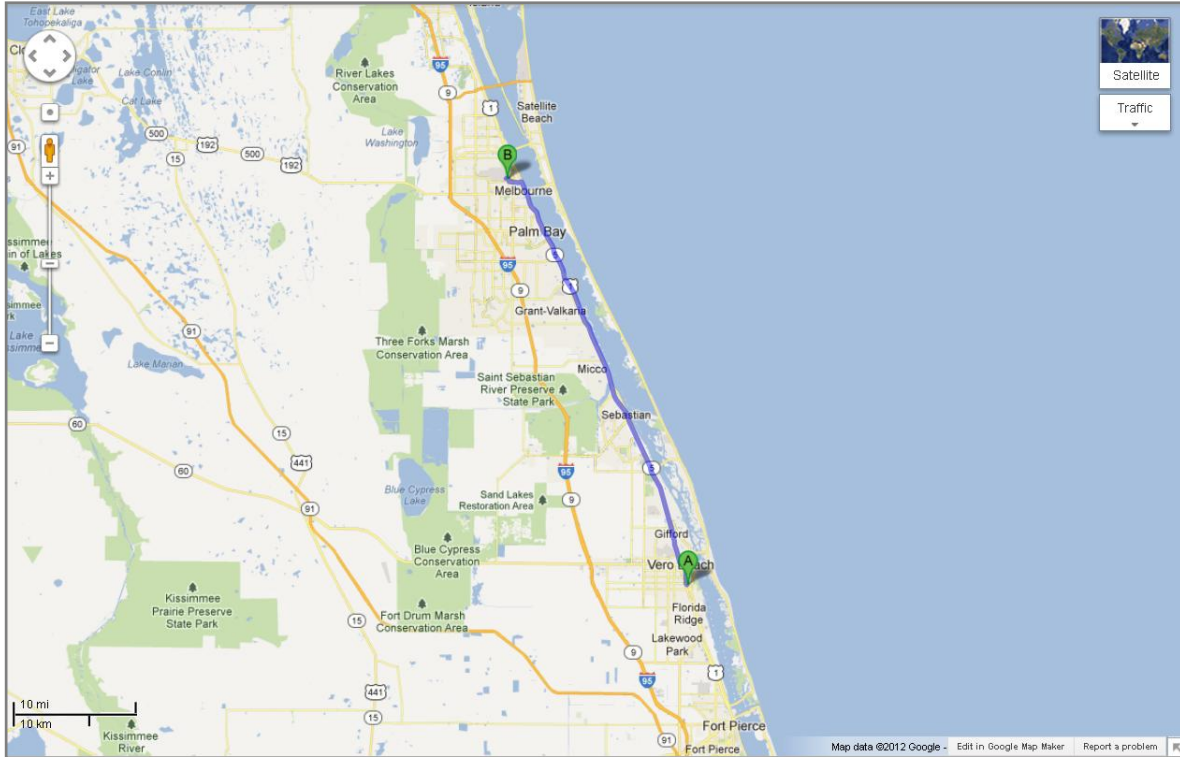 East Lake
Tohopekaliga
Lake Conlin
Cat Lake
River Lakes
Conservation
Area
95
9
1
Satellite
Beach
Satellite
Traffic
Lake
Washington
500
192
15
500
192
91
B
Melbourne
Palm Bay
5
95
9
1
Grant-Valkaria
91
Three Forks Marsh
Conservation Area
Lake Marian
Micco
Saint Sebastian
River Preserve
State Park
Sebastian
60
15
441
60
95
5
Blue Cypress
Lake
Sand Lakes
Restoration Area
9
91
Gifford
Blue Cypress
Conservation
Area
Vero Beach
A
Kissimmee
Prairie Preserve
State Park
15
Fort Drum Marsh
Conservation Area
Florida
Ridge
Lakewood
Park
9
95
1
441
10 mi
10 km
15
Kissimmee
River
Fort Pierce
91
Fort Pierce
Map data ©2012 Google -
Edit in Google Map Maker
Report a problem